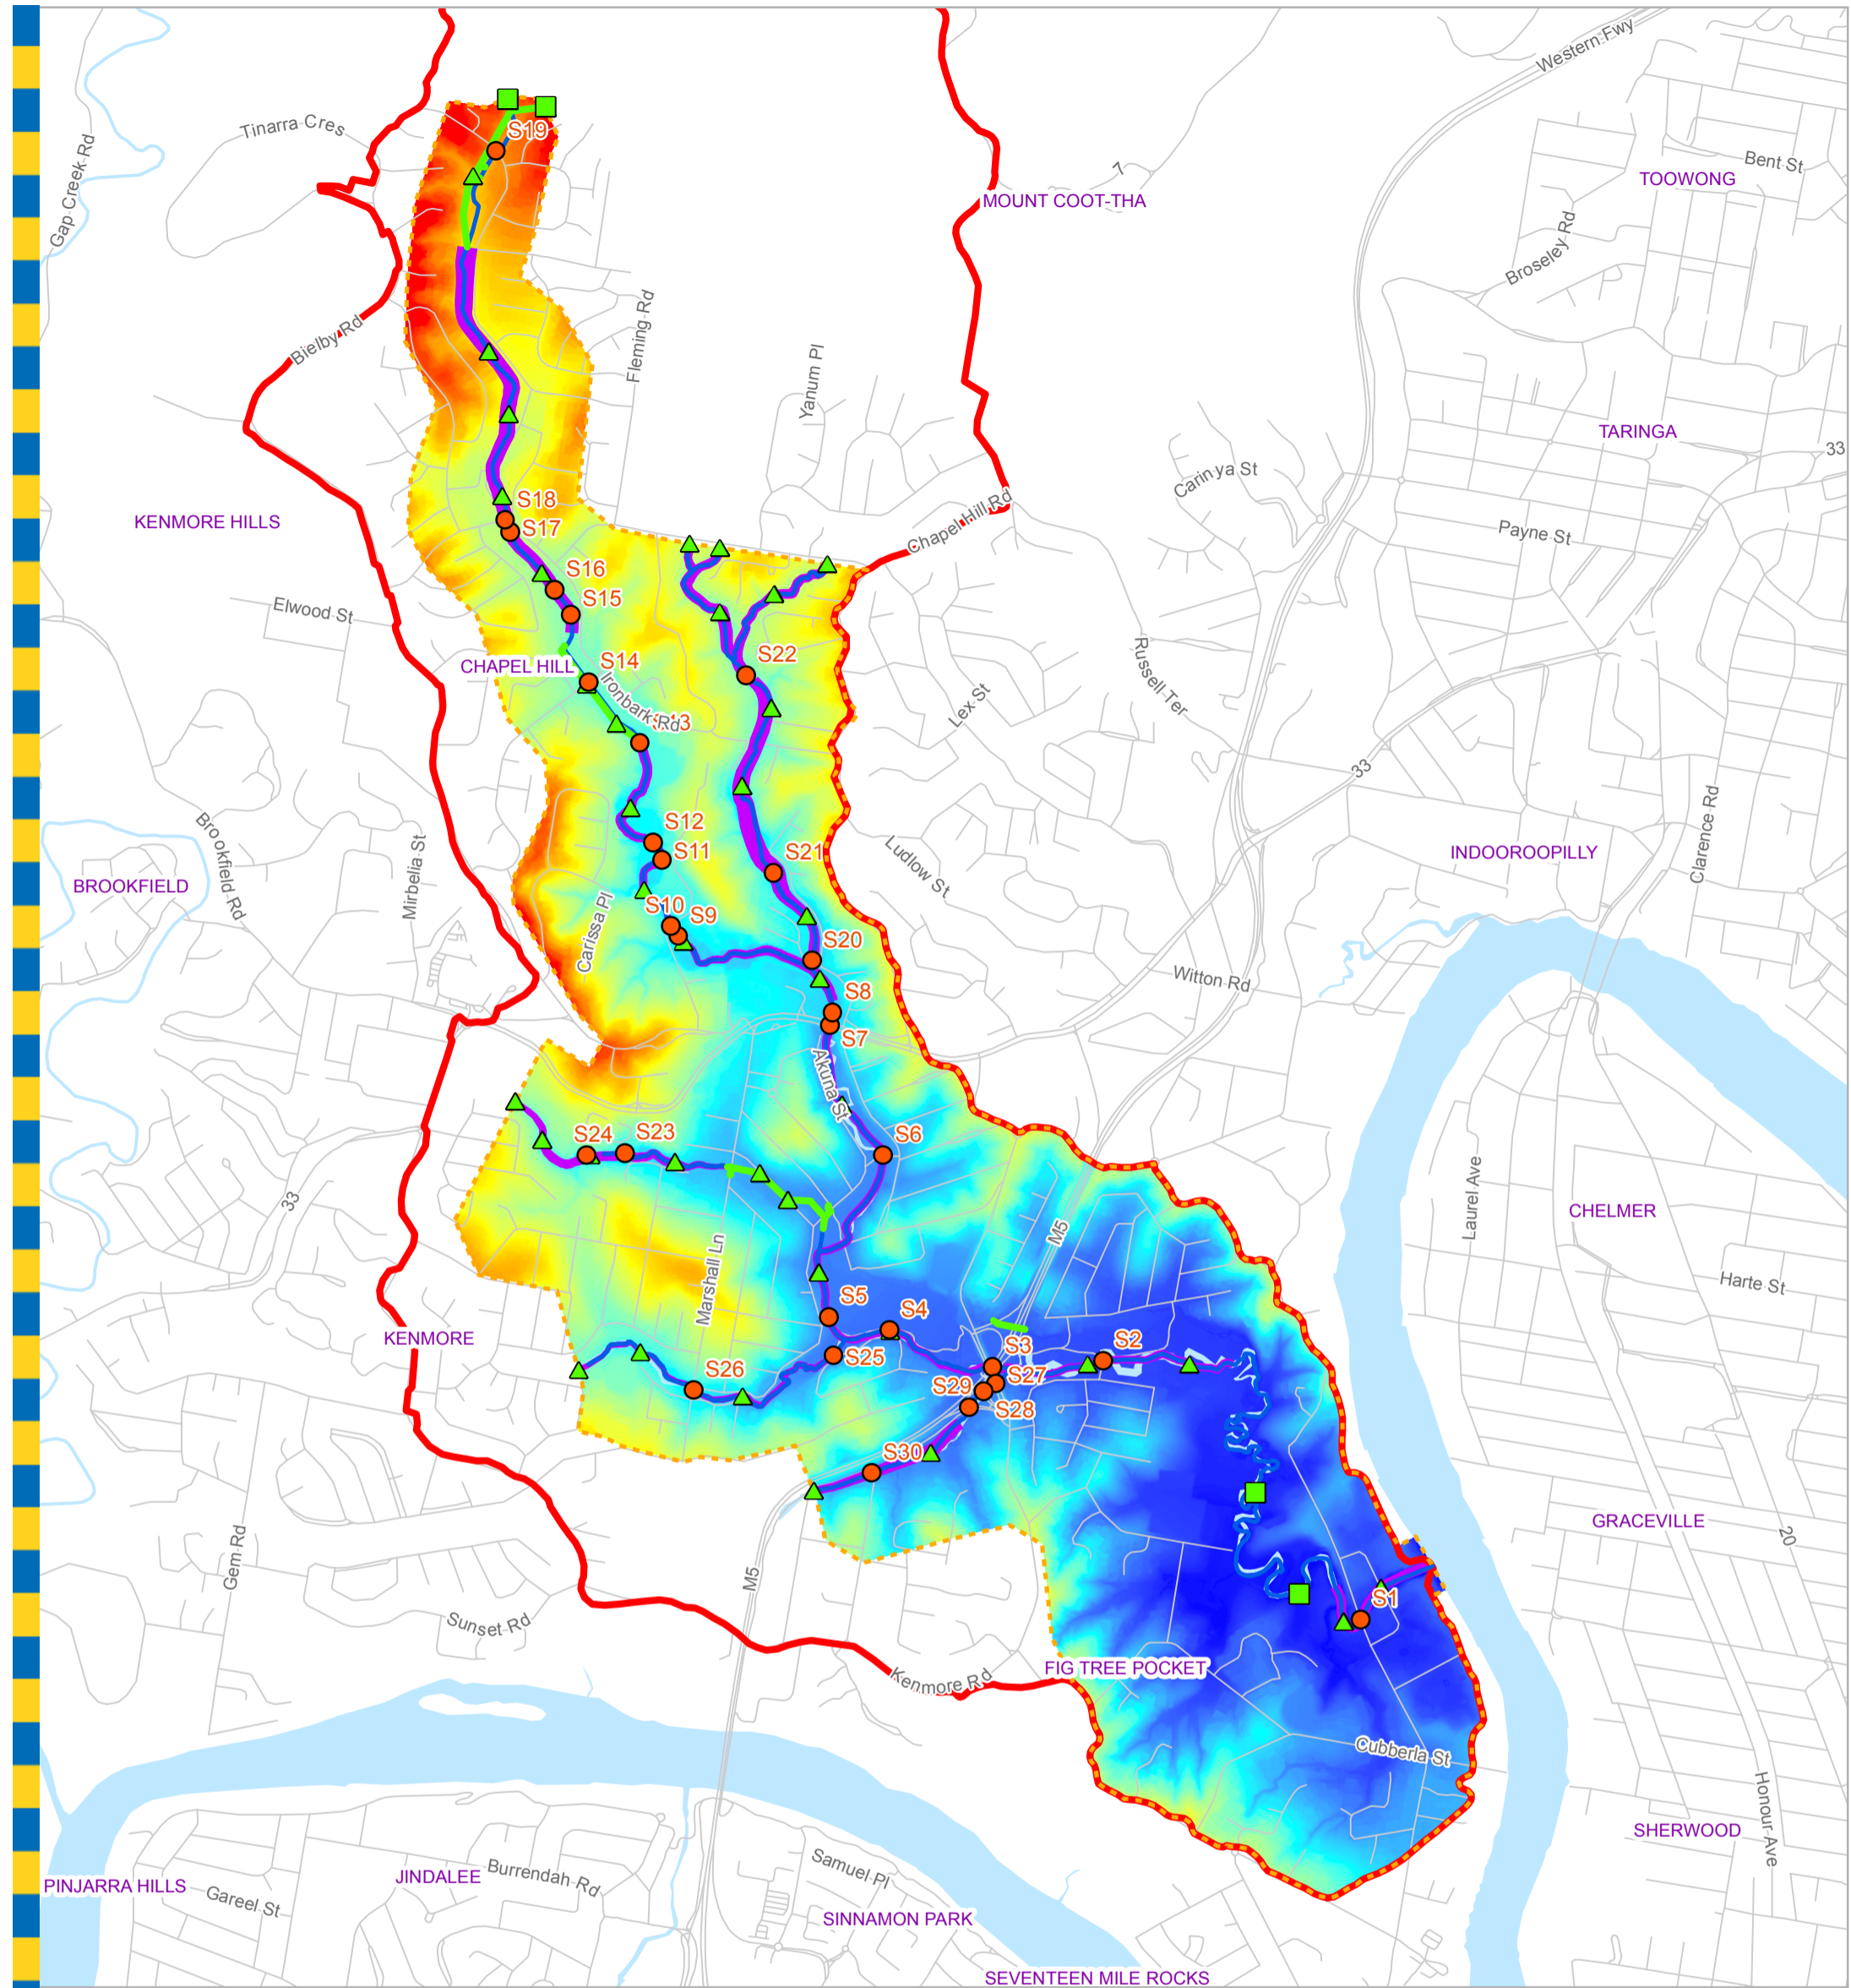 Western Fwy
Tinarra Cres
S19
Bent St
Gap Creek Rd
7
TOOWONG
MOUNT COOT-THA
Broseley Rd
Bielby Rd
Fleming Rd
Yanum Pl
TARINGA
33
Carinya St
S18
KENMORE HILLS
Chapel Hill Rd
S17
Payne St
S16
Elwood St
S15
CHAPEL HILL
S14
S22
Russell Ter
Ironbark Rd
Lex St
33
S12
Clarence Rd
S11
S21
INDOOROOPILLY
Brookfield Rd
Mirbelia St
Ludlow St
BROOKFIELD
S10
S9
Carissa Pl
S20
Witton Rd
S8
S7
Akuna St
S24
S23
S6
33
Laurel Ave
CHELMER
M5
Marshall Ln
Harte St
S5
S4
KENMORE
S3
S2
S25
S26
S27
S29
S28
S30
GRACEVILLE
20
Gem Rd
M5
S1
Sunset Rd
FIG TREE POCKET
Kenmore Rd
Cubberla St
Honour Ave
SHERWOOD
Samuel Pl
JINDALEE
Burrendah Rd
PINJARRA HILLS
Gareel St
SINNAMON PARK
SEVENTEEN MILE ROCKS